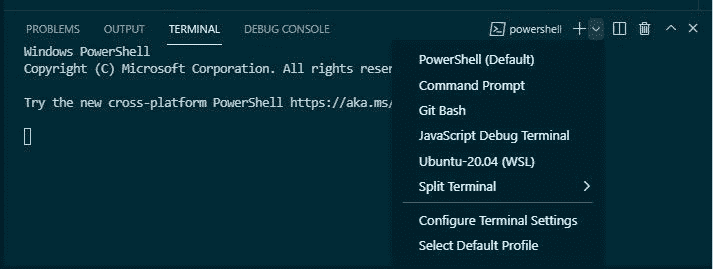 PROBLEMS OUTPUT TERMINAL DEBUG CONSOLE powershell
Windows PowerShell
Copyright (C) Microsoft Corporation. All rights reser
Try the new cross-platform PowerShell https://aka.ms/
PowerShell (Default)
Command Prompt
Git Bash
JavaScript Debug Terminal
Ubuntu-20.04 (WSL)
Split Terminal
Configure Terminal Settings
Select Default Profile